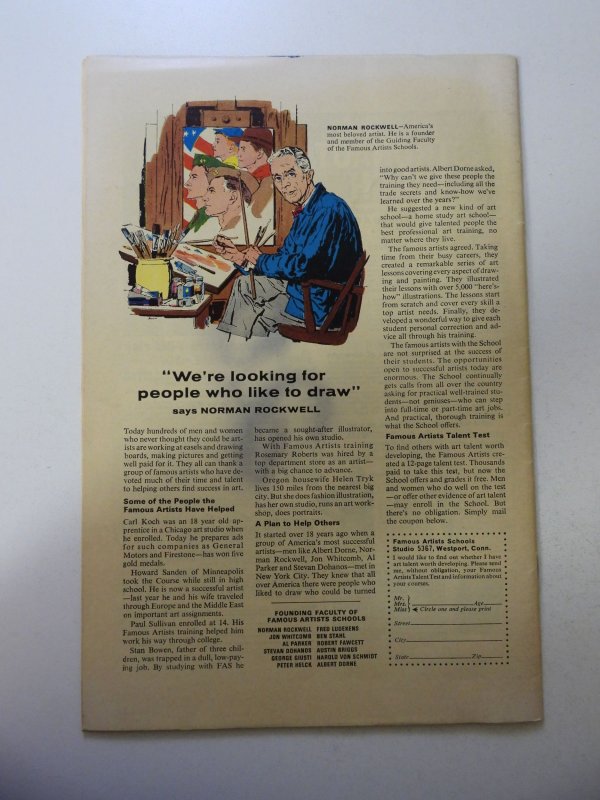 NORMAN ROCKWELL—America's
most beloved artist. He is a founder
and member of the Guiding Faculty
of the Famous Artists Schools.
"We're looking for
people who like to draw"
says NORMAN ROCKWELL
Today hundreds of men and women
who never thought they could be art-
ists are working at easels and drawing
boards, making pictures and getting
well paid for it. They all can thank a
group of famous artists who have de-
voted much of their time and talent
to helping others find success in art.
Some of the People the
Famous Artists Have Helped
Carl Koch was an 18 year old ap-
prentice in a Chicago art studio when
he enrolled. Today he prepares ads
for such companies as General
Motors and Firestone—has won five
gold medals.
Howard Sanden of Minneapolis
took the Course while still in high
school. He is now a successful artist
—last year he and his wife traveled
through Europe and the Middle East
on important art assignments.
Paul Sullivan enrolled at 14. His
Famous Artists training helped him
work his way through college.
Stan Bowen, father of three chil-
dren, was trapped in a dull, low-pay-
ing job. By studying with FAS he
became a sought-after illustrator,
has opened his own studio.
With Famous Artists training
Rosemary Roberts was hired by a
top department store as an artist—
with a big chance to advance.
Oregon housewife Helen Tryk
lives 150 miles from the nearest big
city. But she does fashion illustration,
has her own studio, runs an art work-
shop, does portraits.
A Plan to Help Others
It started over 18 years ago when a
group of America's most successful
artists—men like Albert Dorne, Nor-
man Rockwell, Jon Whitcomb, Al
Parker and Stevan Dohanos—met in
New York City. They knew that all
over America there were people who
liked to draw who could be turned
into good artists. Albert Dorne asked,
"Why can't we give these people the
training they need—including all the
trade secrets and know-how we've
learned over the years?"
He suggested a new kind of art
school—a home study art school—
that would give talented people the
best professional art training, no
matter where they live.
The famous artists agreed. Taking
time from their busy careers, they
created a remarkable series of art
lessons covering every aspect of draw-
ing and painting. They illustrated
their lessons with over 5,000 "here's-
how" illustrations. The lessons start
from scratch and cover every skill a
top artist needs. Finally, they de-
veloped a wonderful way to give each
student personal correction and ad-
vice all through his training.
The famous artists with the School
are not surprised at the success of
their students. The opportunities
open to successful artists today are
enormous. The School continually
gets calls from all over the country
asking for practical well-trained stu-
dents—not geniuses—who can step
into full-time or part-time art jobs.
And practical, thorough training is
what the School offers.
Famous Artists Talent Test
To find others with art talent worth
developing, the Famous Artists cre-
ated a 12-page talent test. Thousands
paid to take this test, but now the
School offers and grades it free. Men
and women who do well on the test
—or offer other evidence of art talent
—may enroll in the School. But
there's no obligation. Simply mail
the coupon below.
FOUNDING FACULTY OF
FAMOUS ARTISTS SCHOOLS
NORMAN ROCKWELL FRED LUDEKENS
JON WHITCOMB BEN STAHL
AL PARKER ROBERT FAWCETT
STEVAN DOHANOS AUSTIN BRIGGS
GEORGE GIUSTI HAROLD VON SCHMIDT
PETER HELCK ALBERT DORNE
Famous Artists Schools
Studio 5367, Westport, Conn.
I would like to find out whether I have
art talent worth developing. Please send
me, without obligation, your Famous
Artists Talent Test and information about
your courses.
Mr.
Mrs. Age
Miss Circle one and please print
Street
City
State Zip